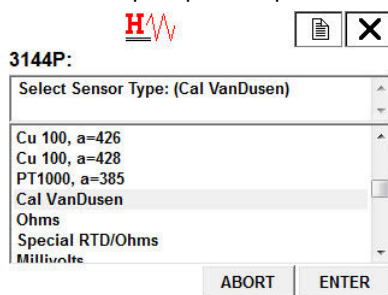 H
3144P:
Select Sensor Type: (Cal VanDusen)
Cu 100, a=426
Cu 100, a=428
PT1000, a=385
Cal VanDusen
Ohms
Special RTD/Ohms
Millivolts
ABORT ENTER